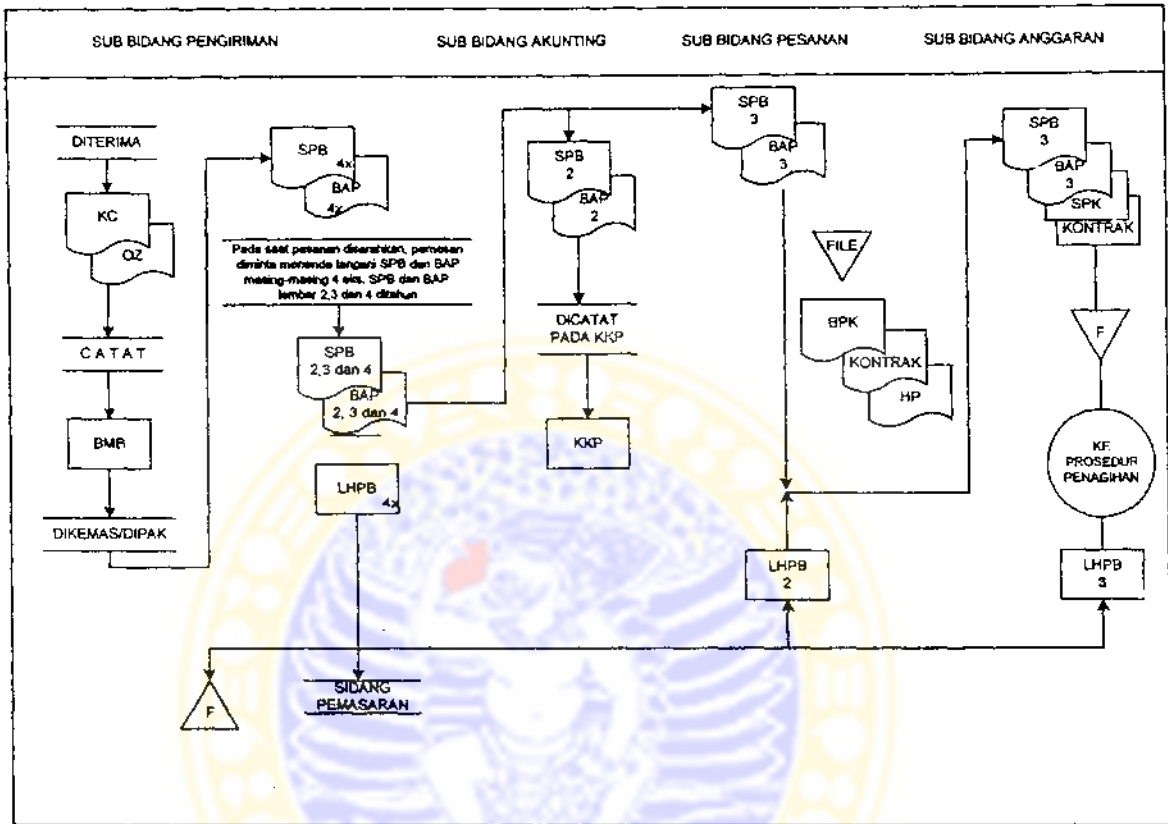 SUB BIDANG PENGIRIMAN
SUB BIDANG AKUNTING
SUB BIDANG PESANAN
SUB BIDANG ANGGARAN
DITERIMA
KC
OZ
CATAT
BMB
DIKEMAS/DIPAK
SPB
4x
BAP
4x
Pada saat pesanan diserahkan, pemesan
diminta menanda tangani SPB dan BAP
masing-masing 4 eks. SPB dan BAP
lembar 2,3 dan 4 ditahun
SPB
2,3 dan 4
BAP
2, 3 dan 4
LHPB
4x
SIDANG
PEMASARAN
F
SPB
2
BAP
2
DICATAT
PADA KKP
KKP
SPB
3
BAP
3
FILE
BPK
KONTRAK
HP
LHPB
2
SPB
3
BAP
3
SPK
KONTRAK
F
KE
PROSEDUR
PENAGIHAN
LHPB
3